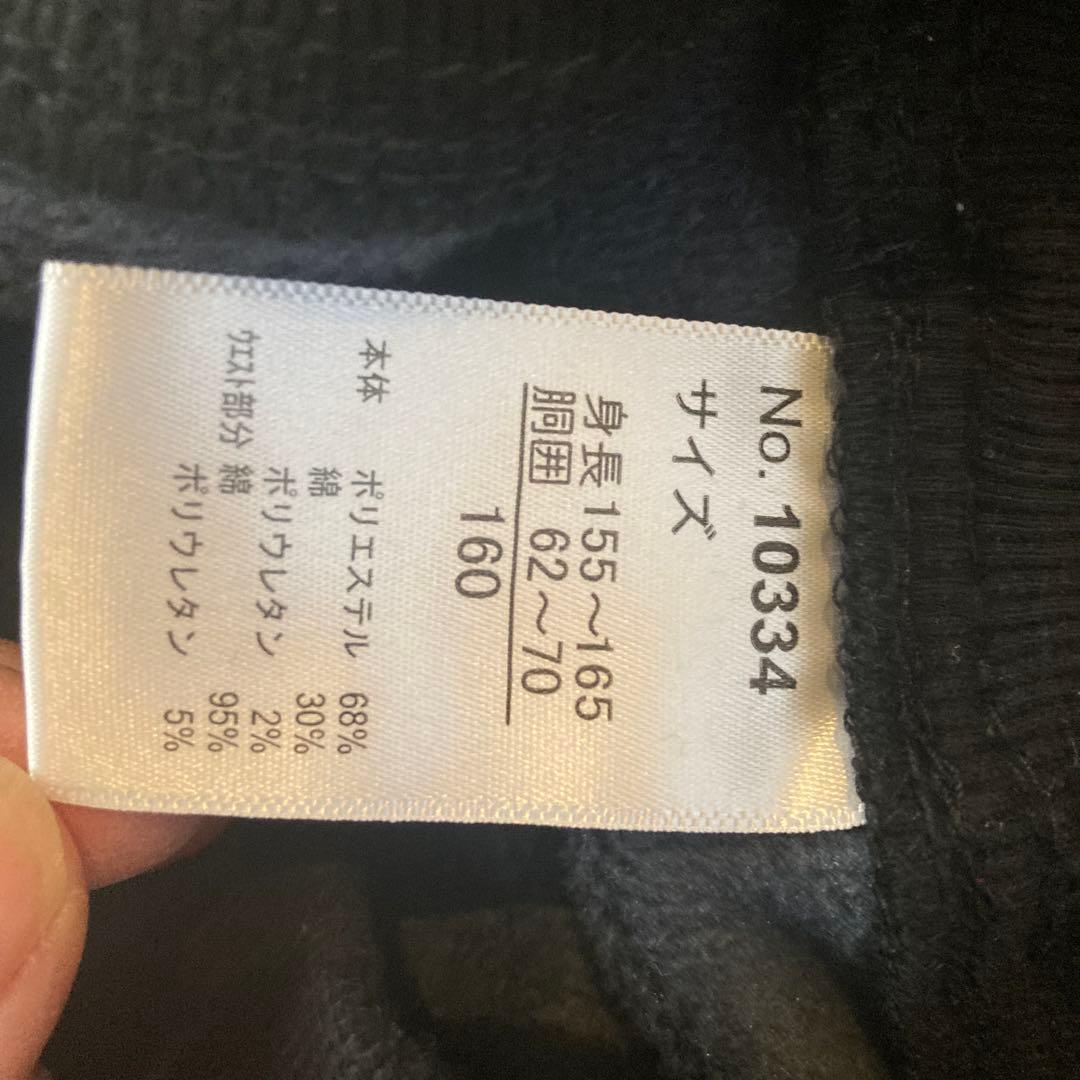 No. 10334
サイズ
身長 155〜165
胴囲 62〜70
160
本体 ポリエステル 68%
綿 30%
ポリウレタン 2%
ウエスト部分 綿 95%
ポリウレタン 5%